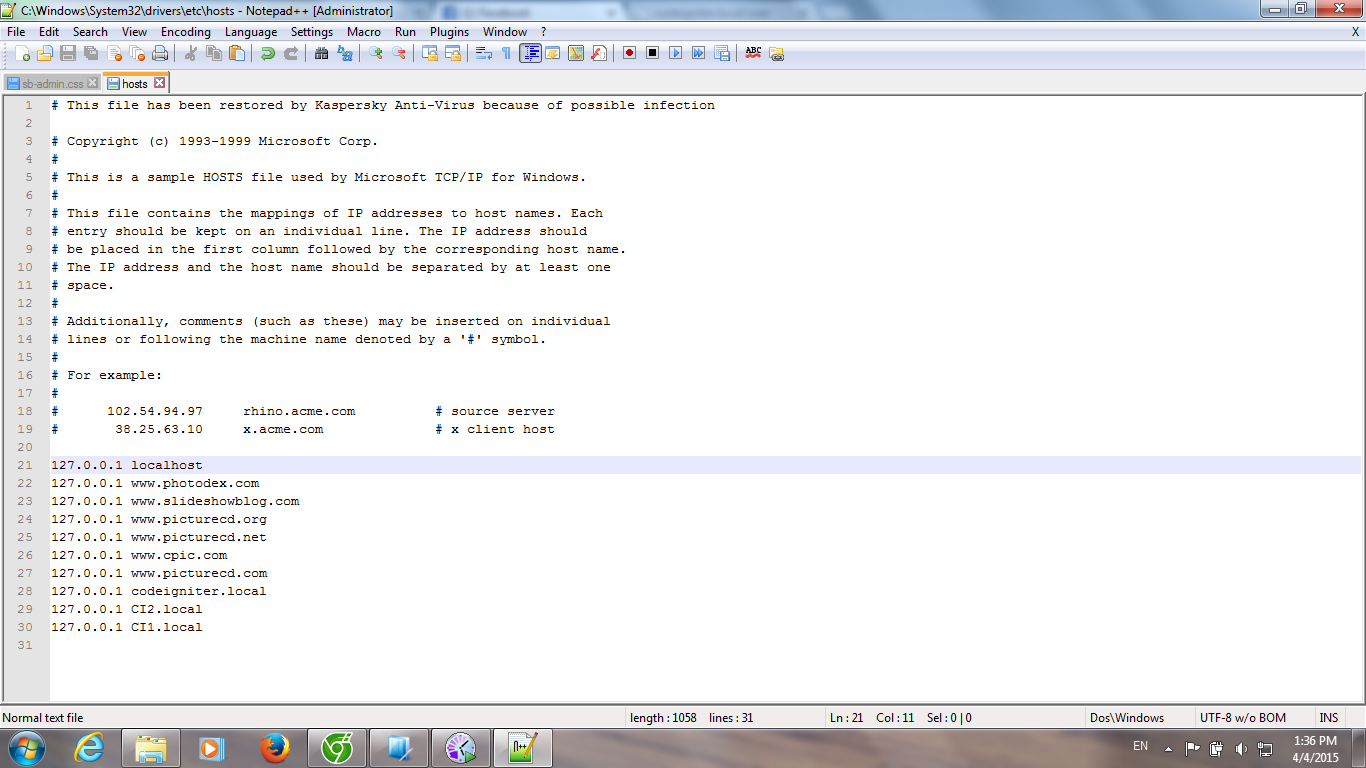 C:\Windows\System32\drivers\etc\hosts - Notepad++ [Administrator]
File Edit Search View Encoding Language Settings Macro Run Plugins Window ? X
ABC
sb-admin.css hosts
1 # This file has been restored by Kaspersky Anti-Virus because of possible infection
2
3 # Copyright (c) 1993-1999 Microsoft Corp.
4 #
5 # This is a sample HOSTS file used by Microsoft TCP/IP for Windows.
6 #
7 # This file contains the mappings of IP addresses to host names. Each
8 # entry should be kept on an individual line. The IP address should
9 # be placed in the first column followed by the corresponding host name.
10 # The IP address and the host name should be separated by at least one
11 # space.
12 #
13 # Additionally, comments (such as these) may be inserted on individual
14 # lines or following the machine name denoted by a '#' symbol.
15 #
16 # For example:
17 #
18 # 102.54.94.97 rhino.acme.com # source server
19 # 38.25.63.10 x.acme.com # x client host
20
21 127.0.0.1 localhost
22 127.0.0.1 www.photodex.com
23 127.0.0.1 www.slideshowblog.com
24 127.0.0.1 www.picturecd.org
25 127.0.0.1 www.picturecd.net
26 127.0.0.1 www.cpic.com
27 127.0.0.1 www.picturecd.com
28 127.0.0.1 codeigniter.local
29 127.0.0.1 CI2.local
30 127.0.0.1 CI1.local
31
Normal text file length : 1058 lines : 31 Ln : 21 Col : 11 Sel : 0 | 0 Dos\Windows UTF-8 w/o BOM INS
EN 1:36 PM
4/4/2015